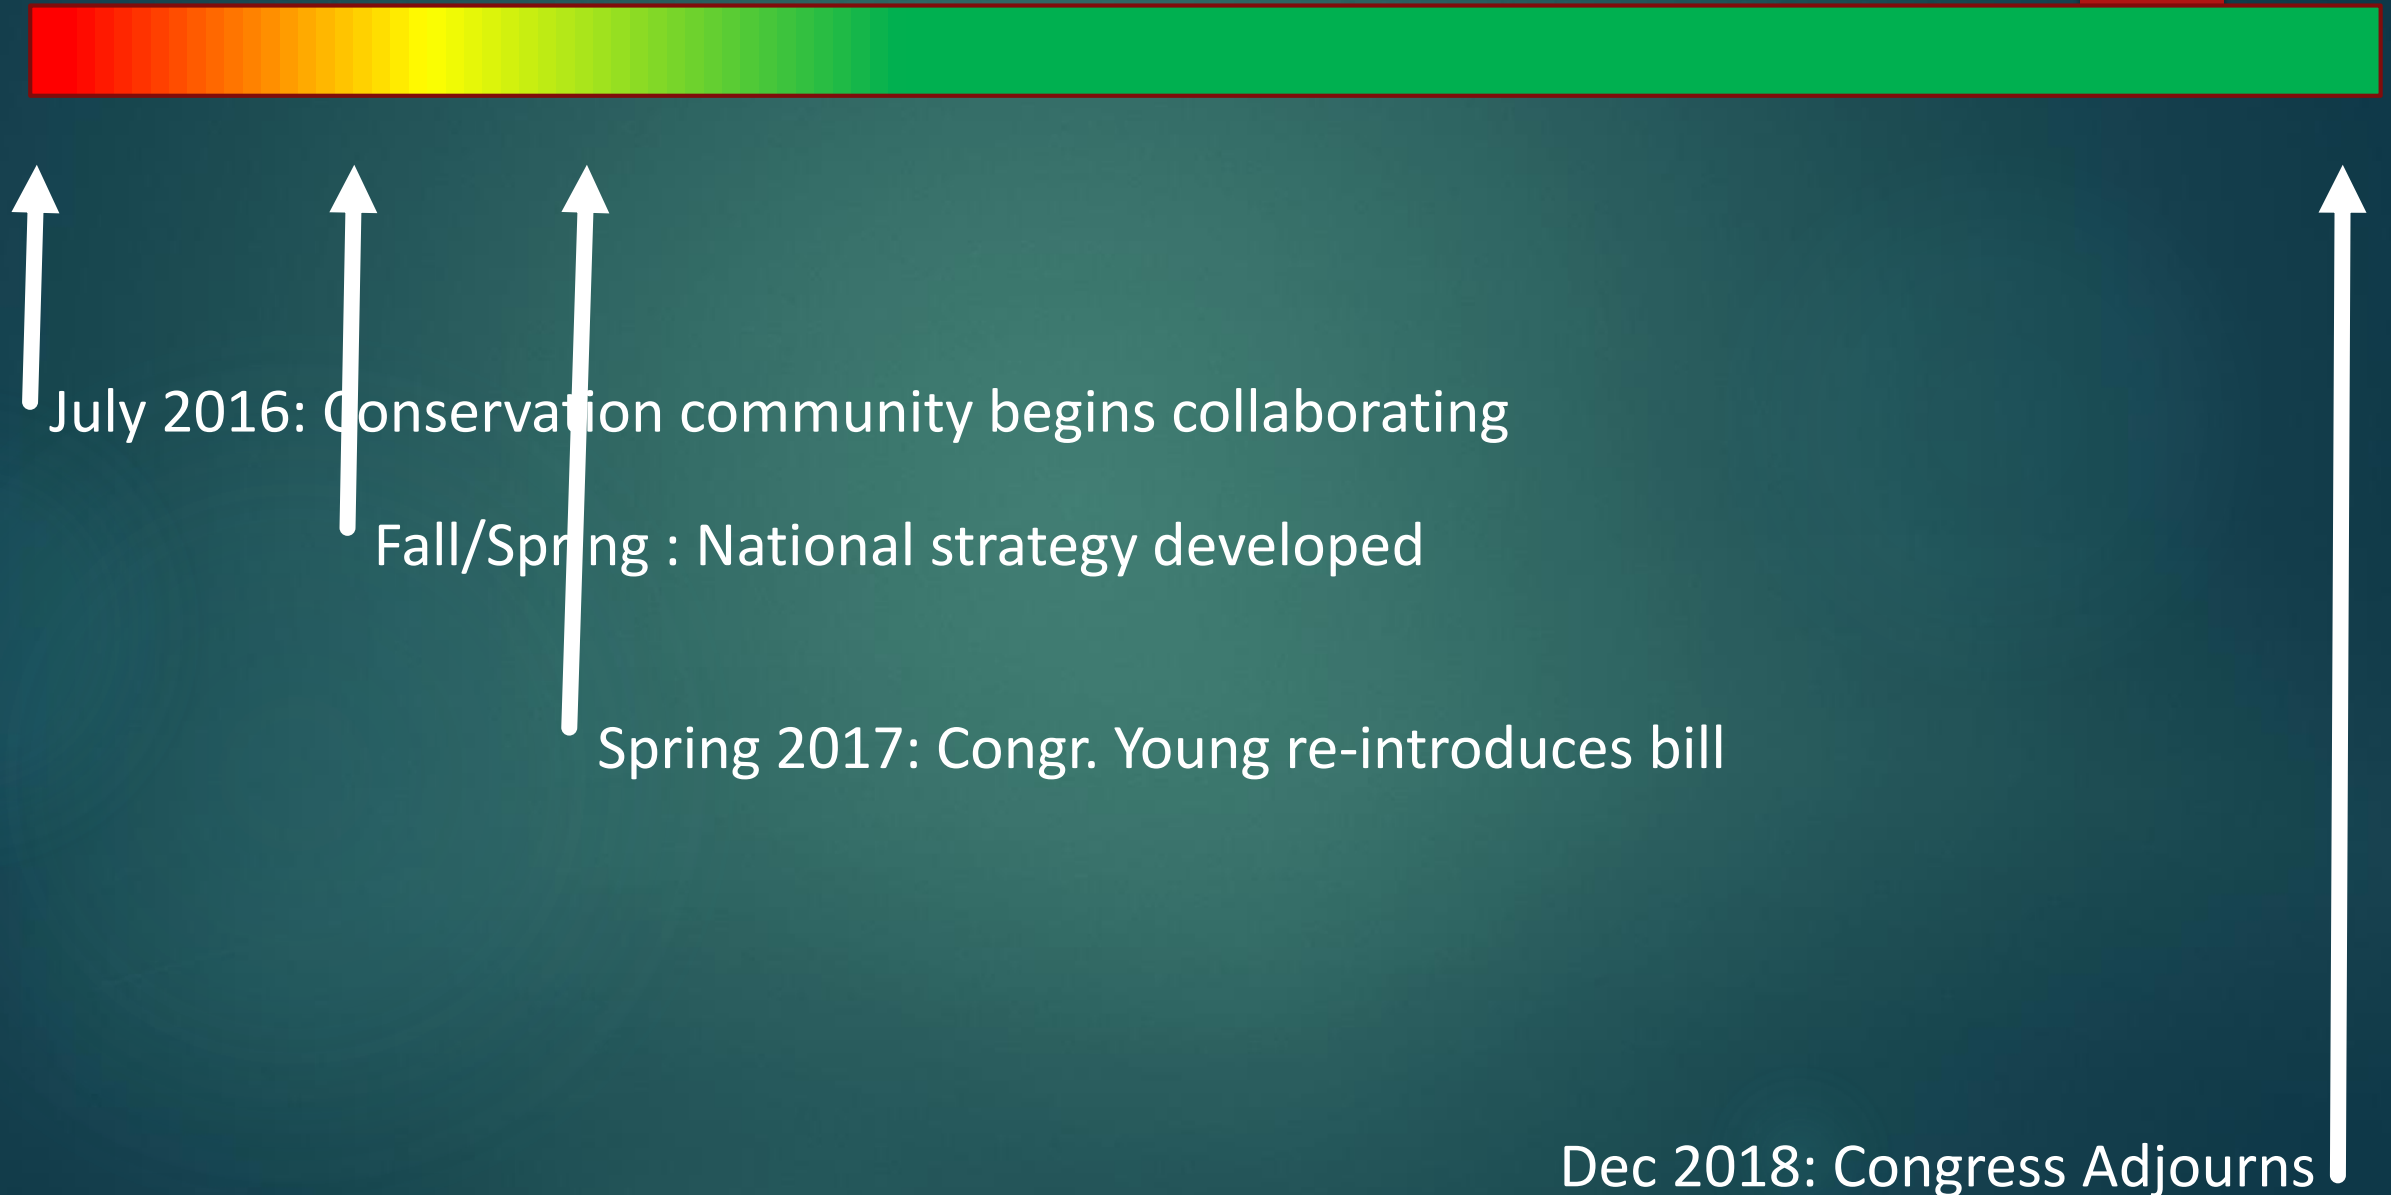 July 2016: Conservation community begins collaborating
Fall/Spring : National strategy developed
Spring 2017: Congr. Young re-introduces bill
Dec 2018: Congress Adjourns